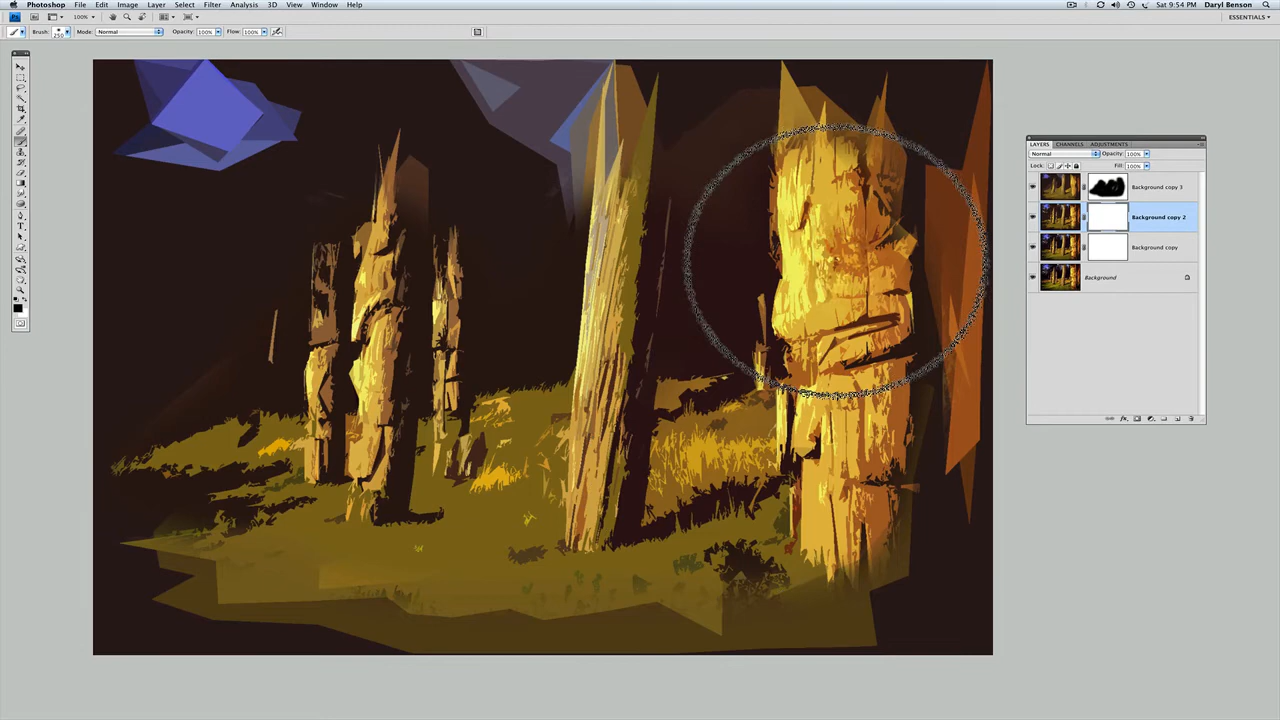 Photoshop File Edit Image Layer Select Filter Analysis 3D View Window Help Sat 9:54 PM Daryl Benson
100% ESSENTIALS
Brush: 250 Mode: Normal Opacity: 100% Flow: 100%
LAYERS CHANNELS ADJUSTMENTS
Normal Opacity: 100%
Lock: Fill: 100%
Background copy 3
Background copy 2
Background copy
Background